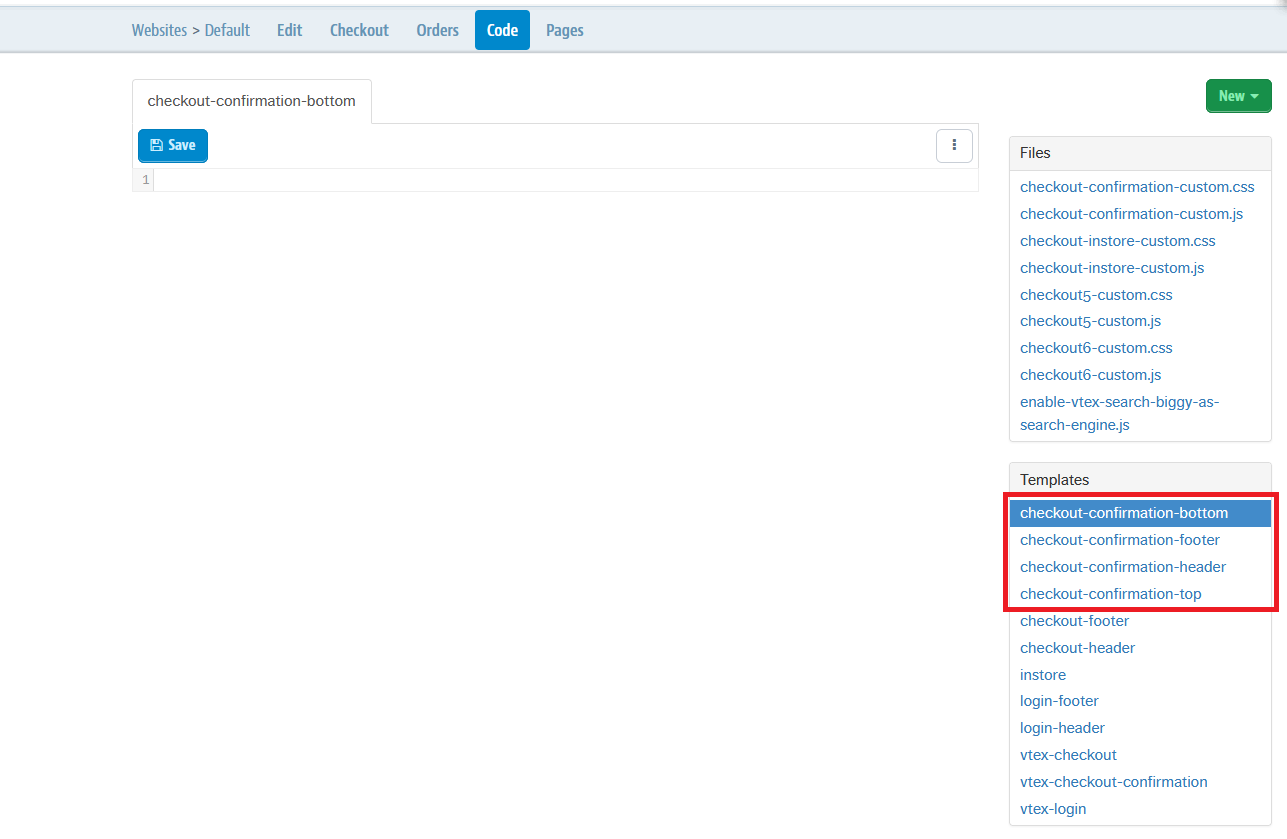 Websites > Default Edit Checkout Orders Code Pages
checkout-confirmation-bottom
New
Save
1
Files
checkout-confirmation-custom.css
checkout-confirmation-custom.js
checkout-instore-custom.css
checkout-instore-custom.js
checkout5-custom.css
checkout5-custom.js
checkout6-custom.css
checkout6-custom.js
enable-vtex-search-biggy-as-
search-engine.js
Templates
checkout-confirmation-bottom
checkout-confirmation-footer
checkout-confirmation-header
checkout-confirmation-top
checkout-footer
checkout-header
instore
login-footer
login-header
vtex-checkout
vtex-checkout-confirmation
vtex-login